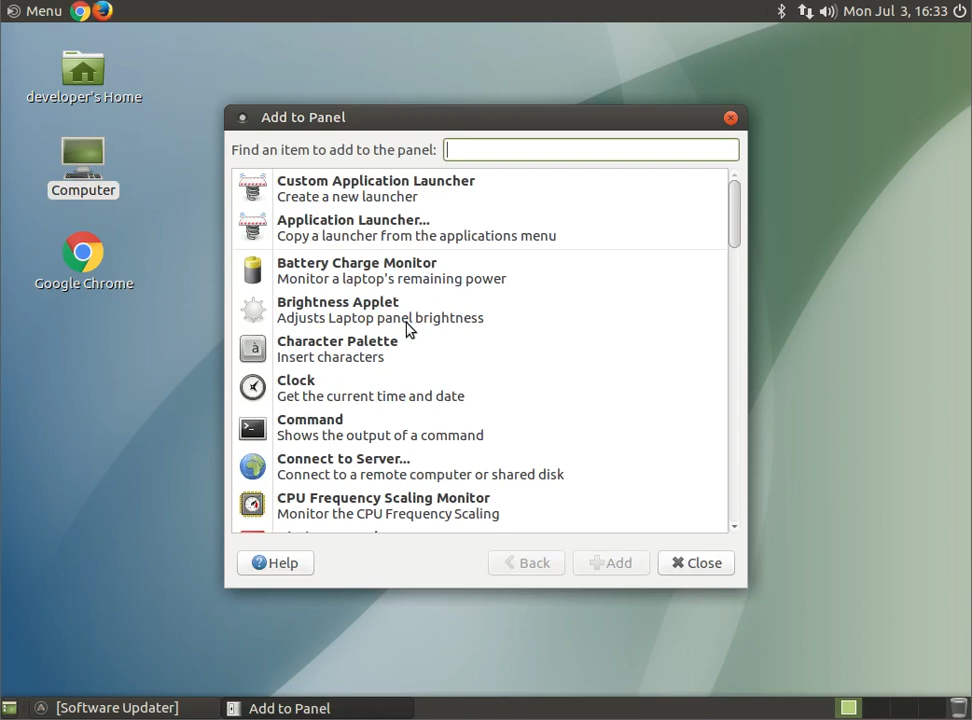 Menu
Mon Jul 3, 16:33
developer's Home
Computer
Google Chrome
Add to Panel
Find an item to add to the panel:
Custom Application Launcher
Create a new launcher
Application Launcher...
Copy a launcher from the applications menu
Battery Charge Monitor
Monitor a laptop's remaining power
Brightness Applet
Adjusts Laptop panel brightness
Character Palette
Insert characters
Clock
Get the current time and date
Command
Shows the output of a command
Connect to Server...
Connect to a remote computer or shared disk
CPU Frequency Scaling Monitor
Monitor the CPU Frequency Scaling
Help
Back
Add
Close
[Software Updater]
Add to Panel